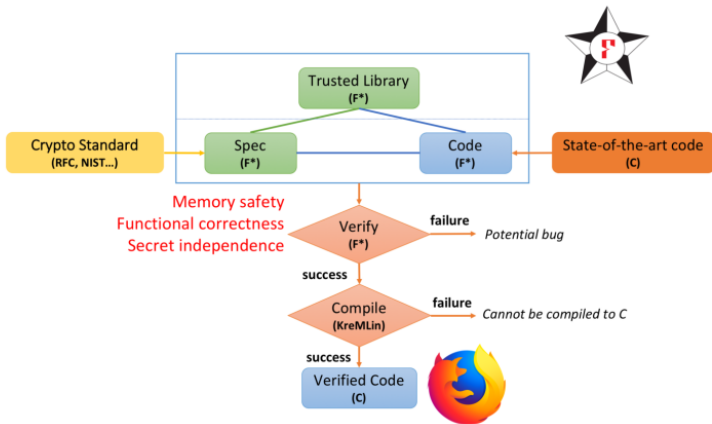 F
Trusted Library
(F*)
Crypto Standard
(RFC, NIST...)
Spec
(F*)
Code
(F*)
State-of-the-art code
(C)
Memory safety
Functional correctness
Secret independence
Verify
(F*)
failure
Potential bug
success
Compile
(KreMLin)
failure
Cannot be compiled to C
success
Verified Code
(C)